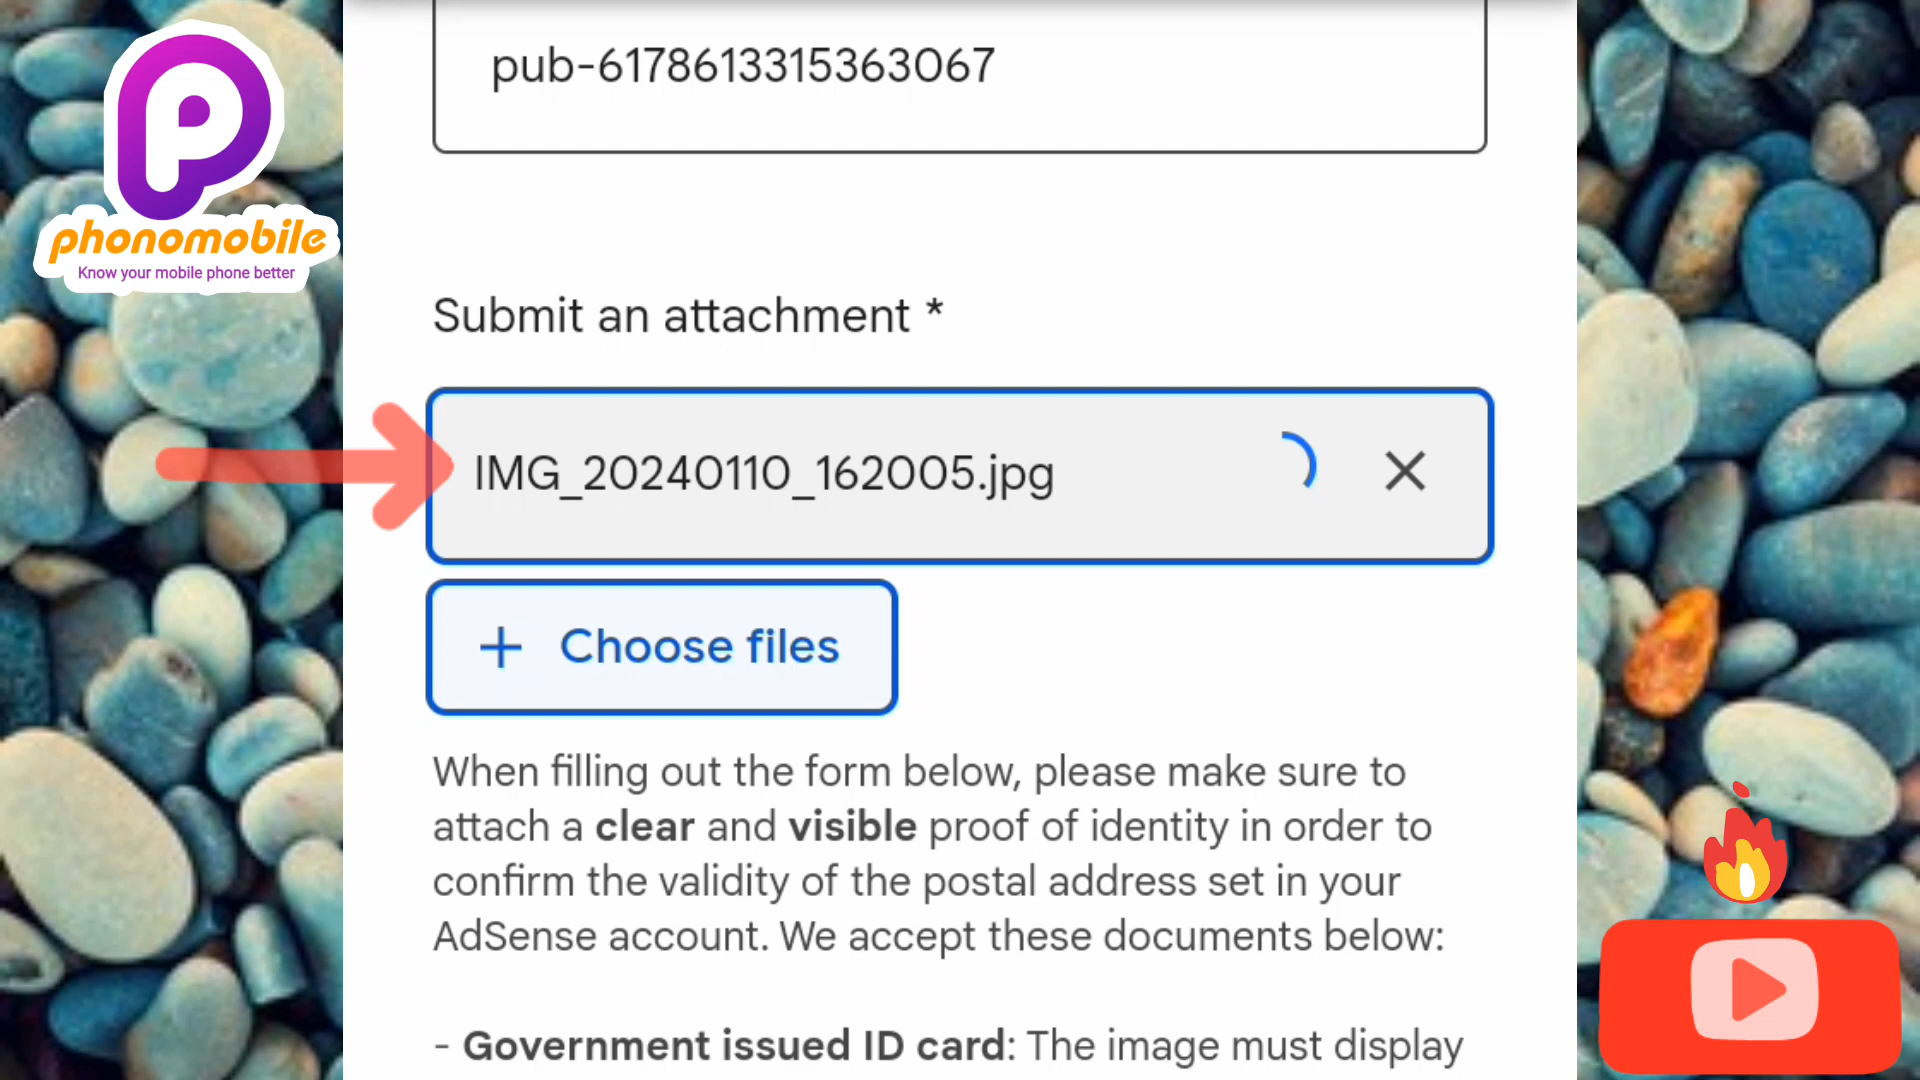 pub-6178613315363067
phonomobile
Know your mobile phone better
Submit an attachment *
IMG_20240110_162005.jpg
+ Choose files
When filling out the form below, please make sure to
attach a clear and visible proof of identity in order to
confirm the validity of the postal address set in your
AdSense account. We accept these documents below:
- Government issued ID card: The image must display